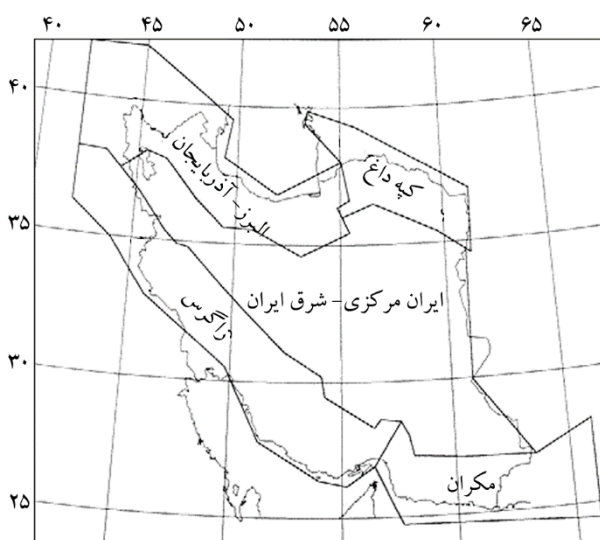 ۴۰ ۴۵ ۵۰ ۵۵ ۶۰ ۶۵
۴۰
کپه داغ
البرز- آذربایجان
۳۵
ایران مرکزی- شرق ایران
زاگرس
۳۰
مکران
۲۵